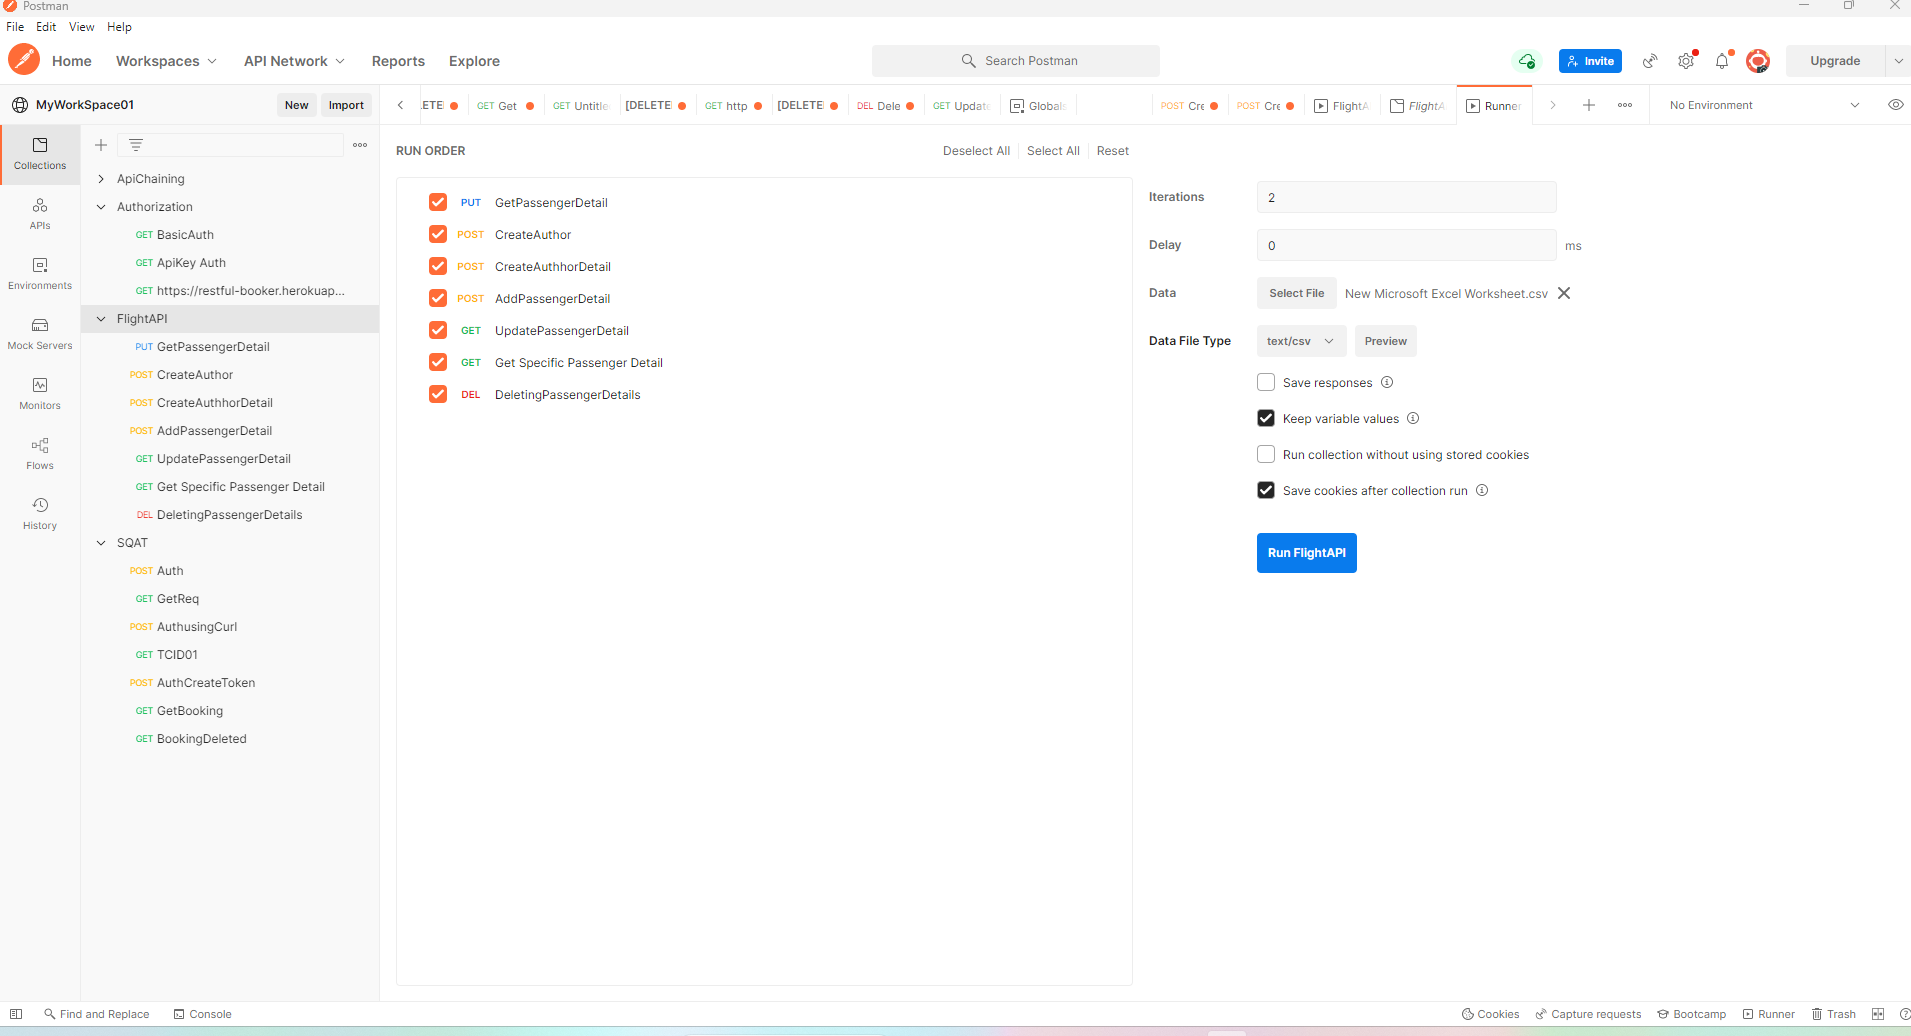 Postman
File Edit View Help
Home Workspaces API Network Reports Explore Search Postman Invite Upgrade
MyWorkSpace01 New Import
GET Get GET Untitle [DELETE GET http [DELETE DEL Dele GET Update Globals POST Cre POST Cre FlightA FlightA Runner No Environment
Collections
APIs
Environments
Mock Servers
Monitors
Flows
History
ApiChaining
Authorization
GET BasicAuth
GET ApiKey Auth
GET https://restful-booker.herokuap...
FlightAPI
PUT GetPassengerDetail
POST CreateAuthor
POST CreateAuthhorDetail
POST AddPassengerDetail
GET UpdatePassengerDetail
GET Get Specific Passenger Detail
DEL DeletingPassengerDetails
SQAT
POST Auth
GET GetReq
POST AuthusingCurl
GET TCID01
POST AuthCreateToken
GET GetBooking
GET BookingDeleted
RUN ORDER Deselect All Select All Reset
PUT GetPassengerDetail
POST CreateAuthor
POST CreateAuthhorDetail
POST AddPassengerDetail
GET UpdatePassengerDetail
GET Get Specific Passenger Detail
DEL DeletingPassengerDetails
Iterations 2
Delay 0 ms
Data Select File New Microsoft Excel Worksheet.csv
Data File Type text/csv Preview
Save responses
Keep variable values
Run collection without using stored cookies
Save cookies after collection run
Run FlightAPI
Find and Replace Console Cookies Capture requests Bootcamp Runner Trash